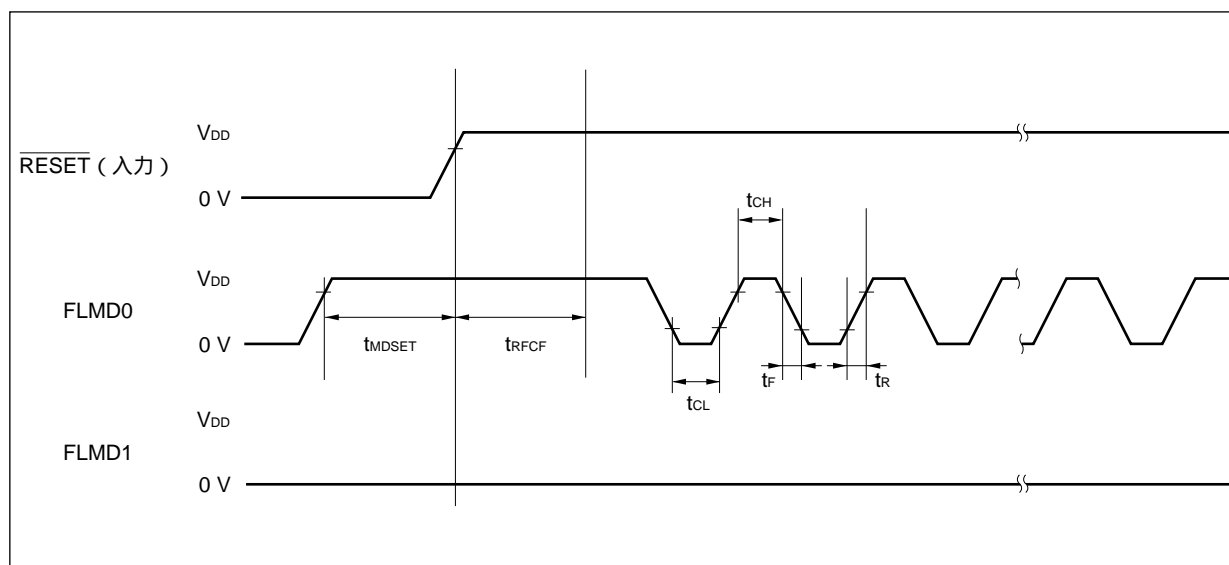 VDD
RESET（入力）
0 V
tCH
VDD
FLMD0
0 V
tMDSET
tRFCF
tF
tR
tCL
VDD
FLMD1
0 V